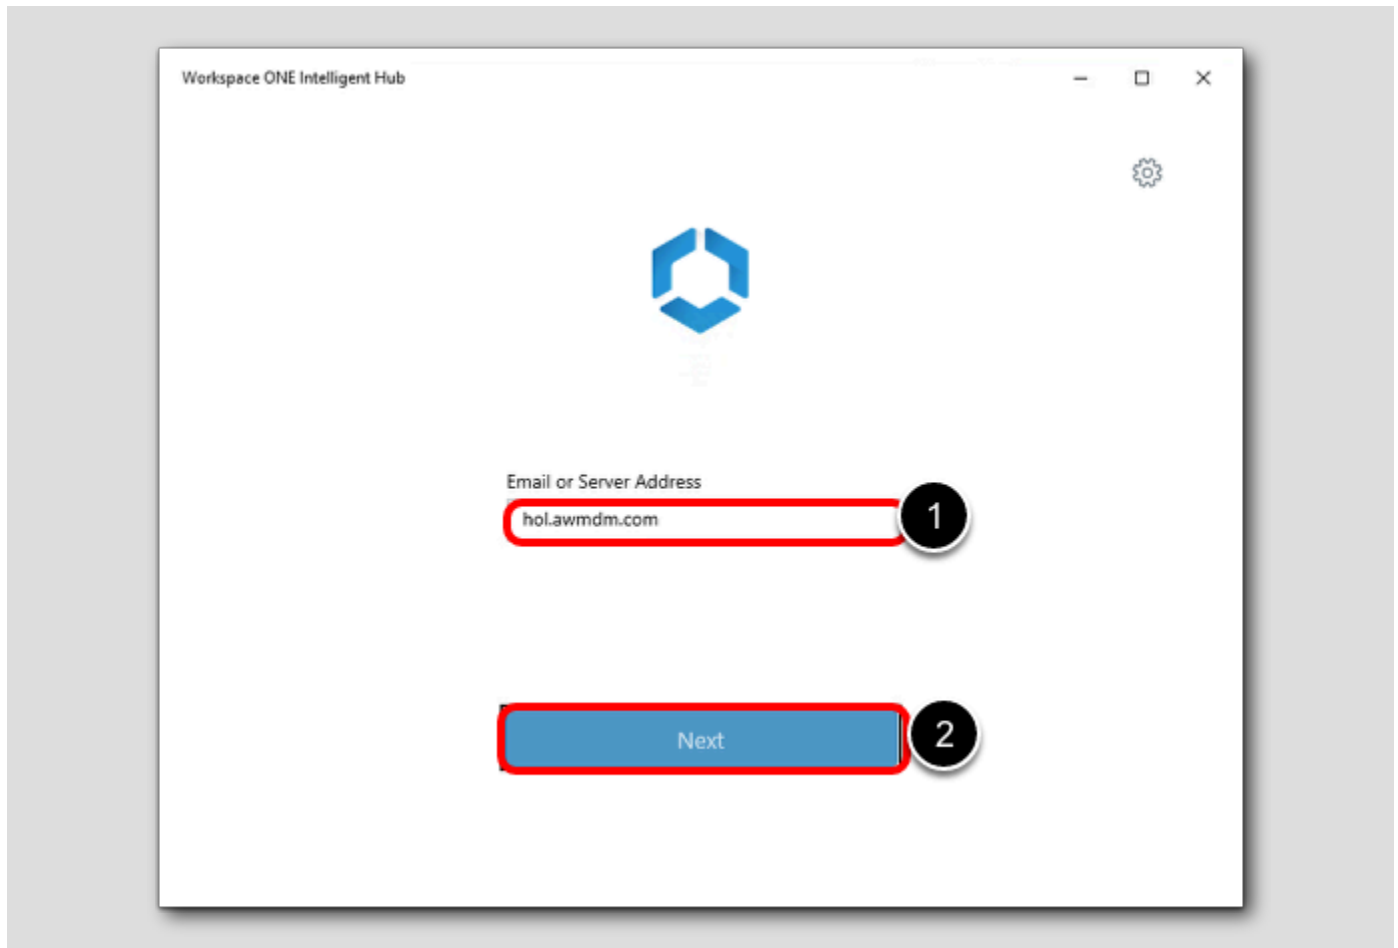 Workspace ONE Intelligent Hub
Email or Server Address
hol.awmdm.com
1
Next
2